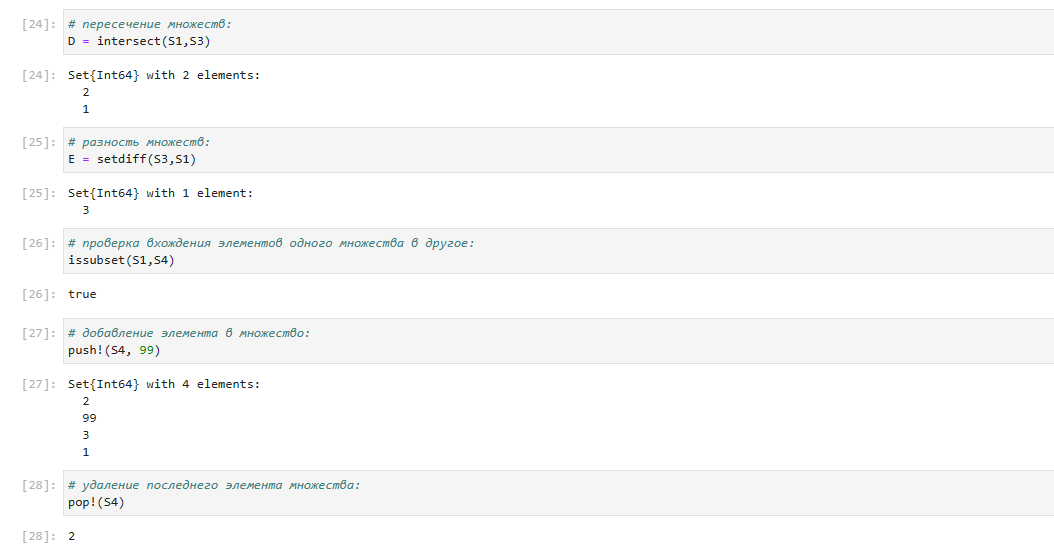 [24]: # пересечение множеств:
D = intersect(S1,S3)
[24]: Set{Int64} with 2 elements:
2
1
[25]: # разность множеств:
E = setdiff(S3,S1)
[25]: Set{Int64} with 1 element:
3
[26]: # проверка вхождения элементов одного множества в другое:
issubset(S1,S4)
[26]: true
[27]: # добавление элемента в множество:
push!(S4, 99)
[27]: Set{Int64} with 4 elements:
2
99
3
1
[28]: # удаление последнего элемента множества:
pop!(S4)
[28]: 2